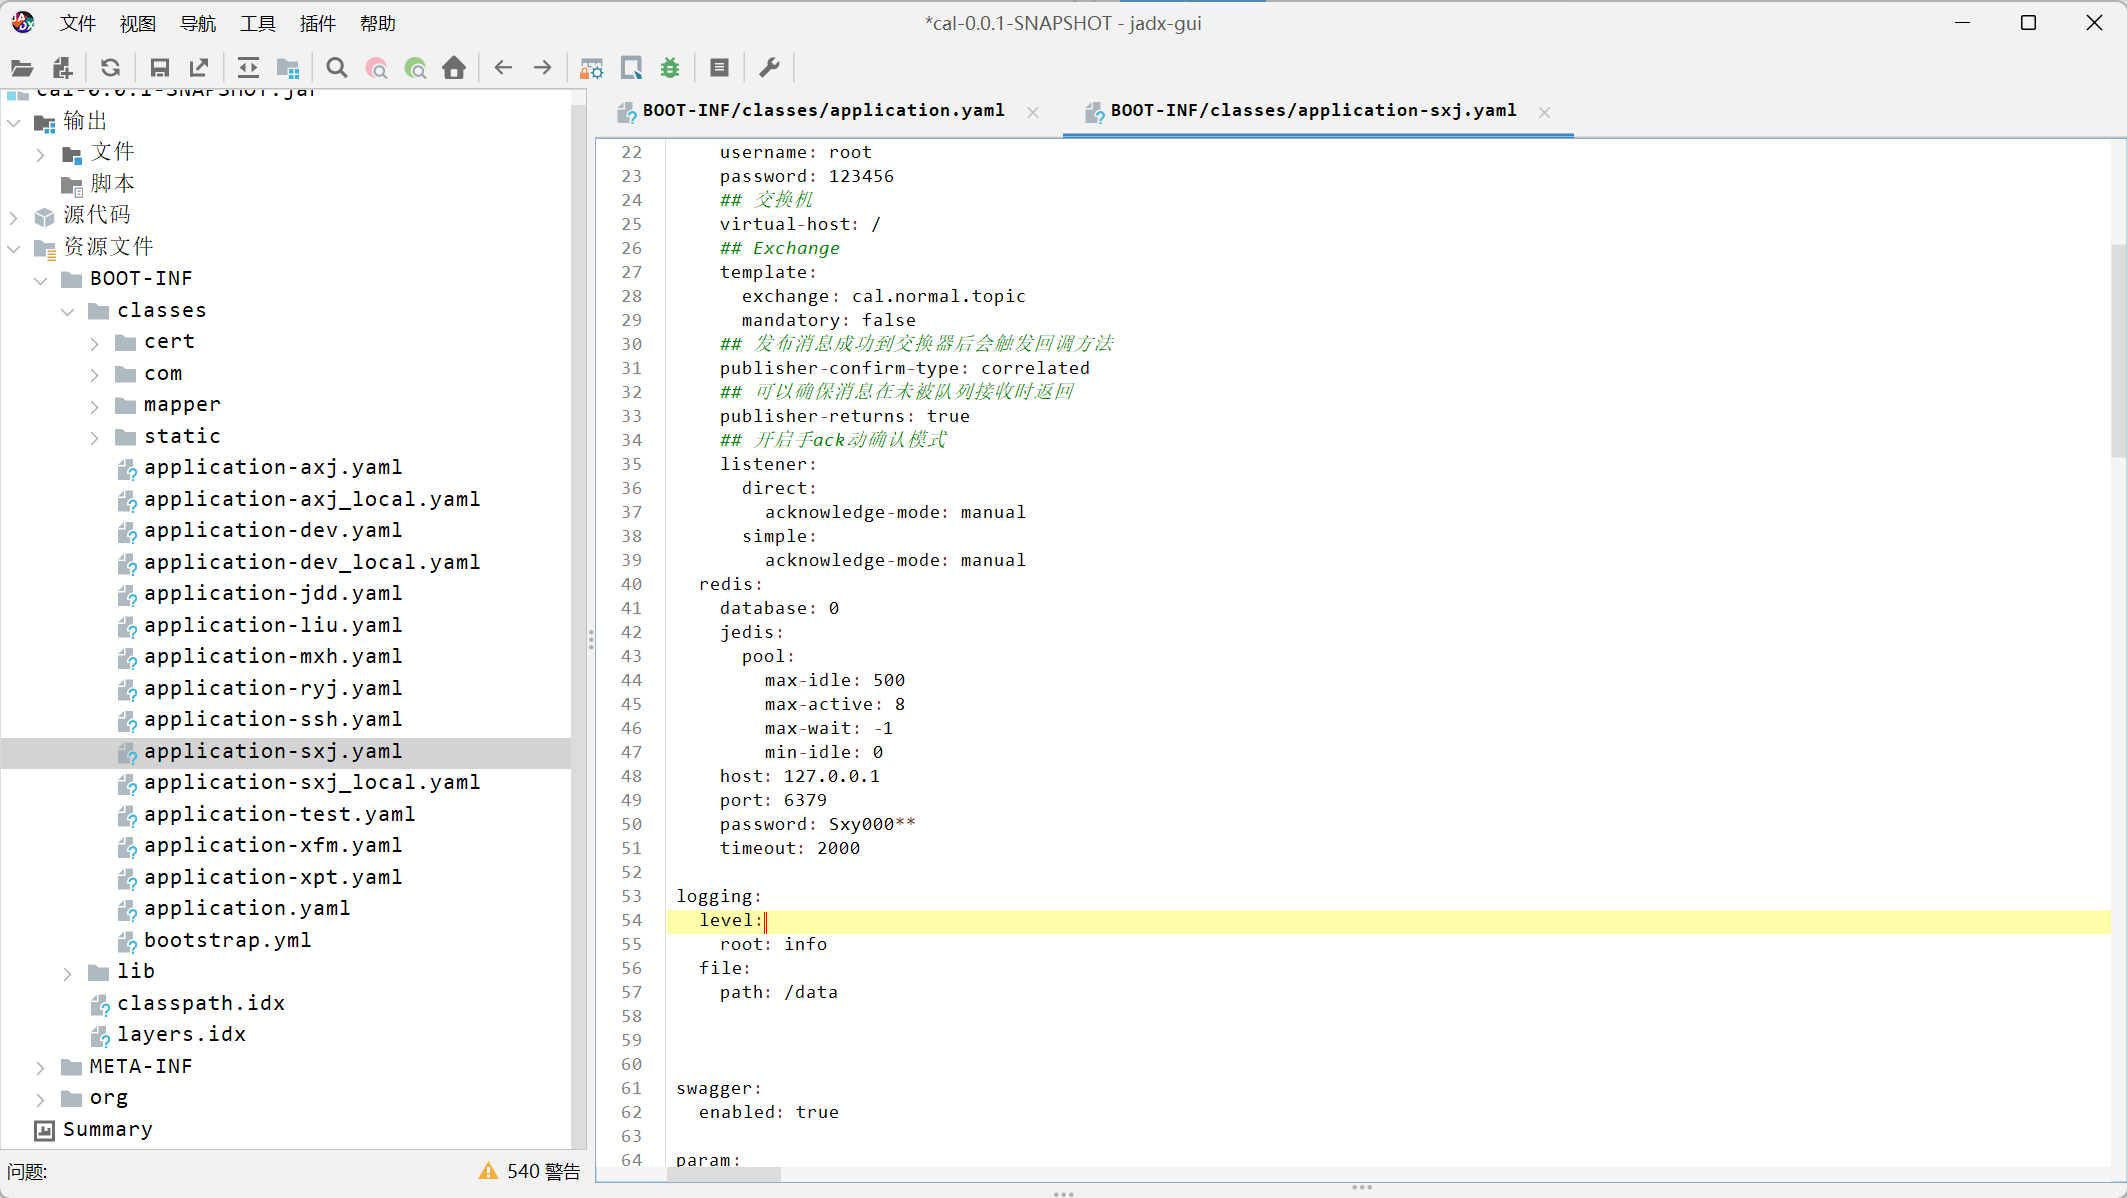 文件 视图 导航 工具 插件 帮助
*cal-0.0.1-SNAPSHOT - jadx-gui
cal-0.0.1-SNAPSHOT.jar
输出
文件
脚本
源代码
资源文件
BOOT-INF
classes
cert
com
mapper
static
application-axj.yaml
application-axj_local.yaml
application-dev.yaml
application-dev_local.yaml
application-jdd.yaml
application-liu.yaml
application-mxh.yaml
application-ryj.yaml
application-ssh.yaml
application-sxj.yaml
application-sxj_local.yaml
application-test.yaml
application-xfm.yaml
application-xpt.yaml
application.yaml
bootstrap.yml
lib
classpath.idx
layers.idx
META-INF
org
Summary
问题: 540 警告
BOOT-INF/classes/application.yaml BOOT-INF/classes/application-sxj.yaml
22 username: root
23 password: 123456
24 ## 交换机
25 virtual-host: /
26 ## Exchange
27 template:
28 exchange: cal.normal.topic
29 mandatory: false
30 ## 发布消息成功到交换器后会触发回调方法
31 publisher-confirm-type: correlated
32 ## 可以确保消息在未被队列接收时返回
33 publisher-returns: true
34 ## 开启手ack动确认模式
35 listener:
36 direct:
37 acknowledge-mode: manual
38 simple:
39 acknowledge-mode: manual
40 redis:
41 database: 0
42 jedis:
43 pool:
44 max-idle: 500
45 max-active: 8
46 max-wait: -1
47 min-idle: 0
48 host: 127.0.0.1
49 port: 6379
50 password: Sxy000**
51 timeout: 2000
52
53 logging:
54 level:
55 root: info
56 file:
57 path: /data
58
59
60
61 swagger:
62 enabled: true
63
64 param: